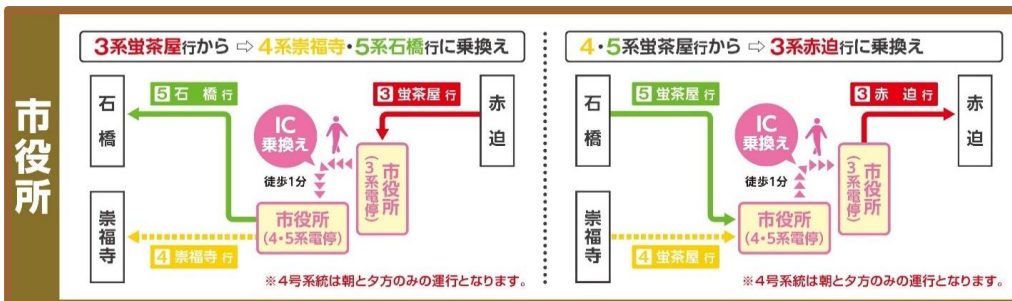 市役所
3系蛍茶屋行から⇨4系崇福寺・5系石橋行に乗換え
石橋
5 石橋 行
3 蛍茶屋 行
赤迫
IC
乗換え
徒歩1分
市役所
(3系電停)
市役所
(4・5系電停)
崇福寺
4 崇福寺 行
※4号系統は朝と夕方のみの運行となります。
4・5系蛍茶屋行から⇨3系赤迫行に乗換え
石橋
5 蛍茶屋 行
3 赤迫 行
赤迫
IC
乗換え
徒歩1分
市役所
(3系電停)
市役所
(4・5系電停)
崇福寺
4 蛍茶屋 行
※4号系統は朝と夕方のみの運行となります。